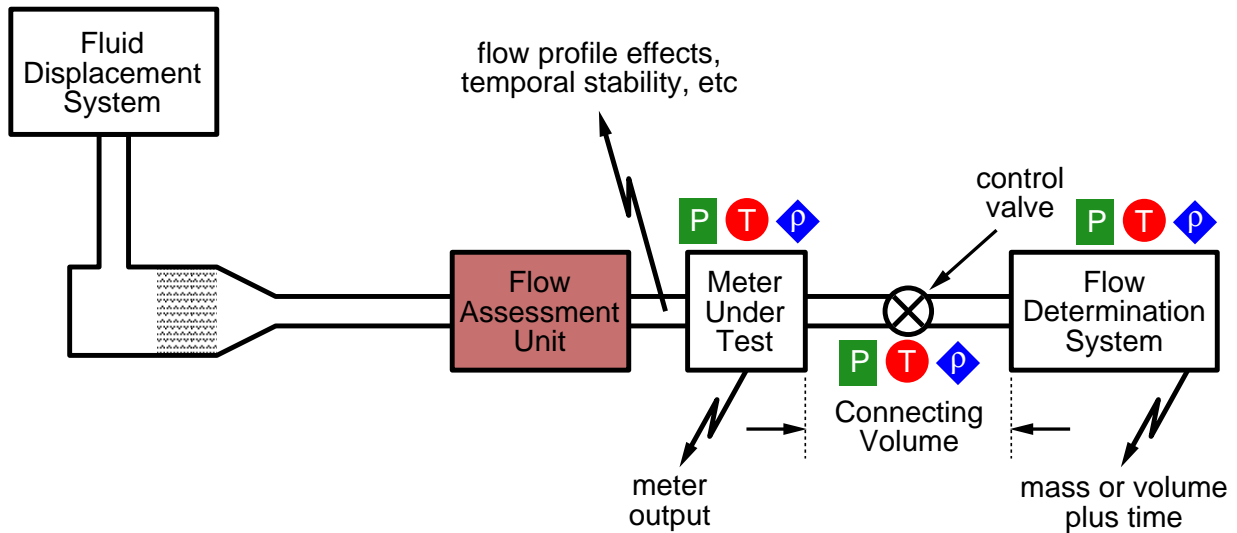 Fluid
Displacement
System
flow profile effects,
temporal stability, etc
control
valve
P T ρ
P T ρ
Flow
Assessment
Unit
Meter
Under
Test
Flow
Determination
System
P T ρ
Connecting
Volume
meter
output
mass or volume
plus time